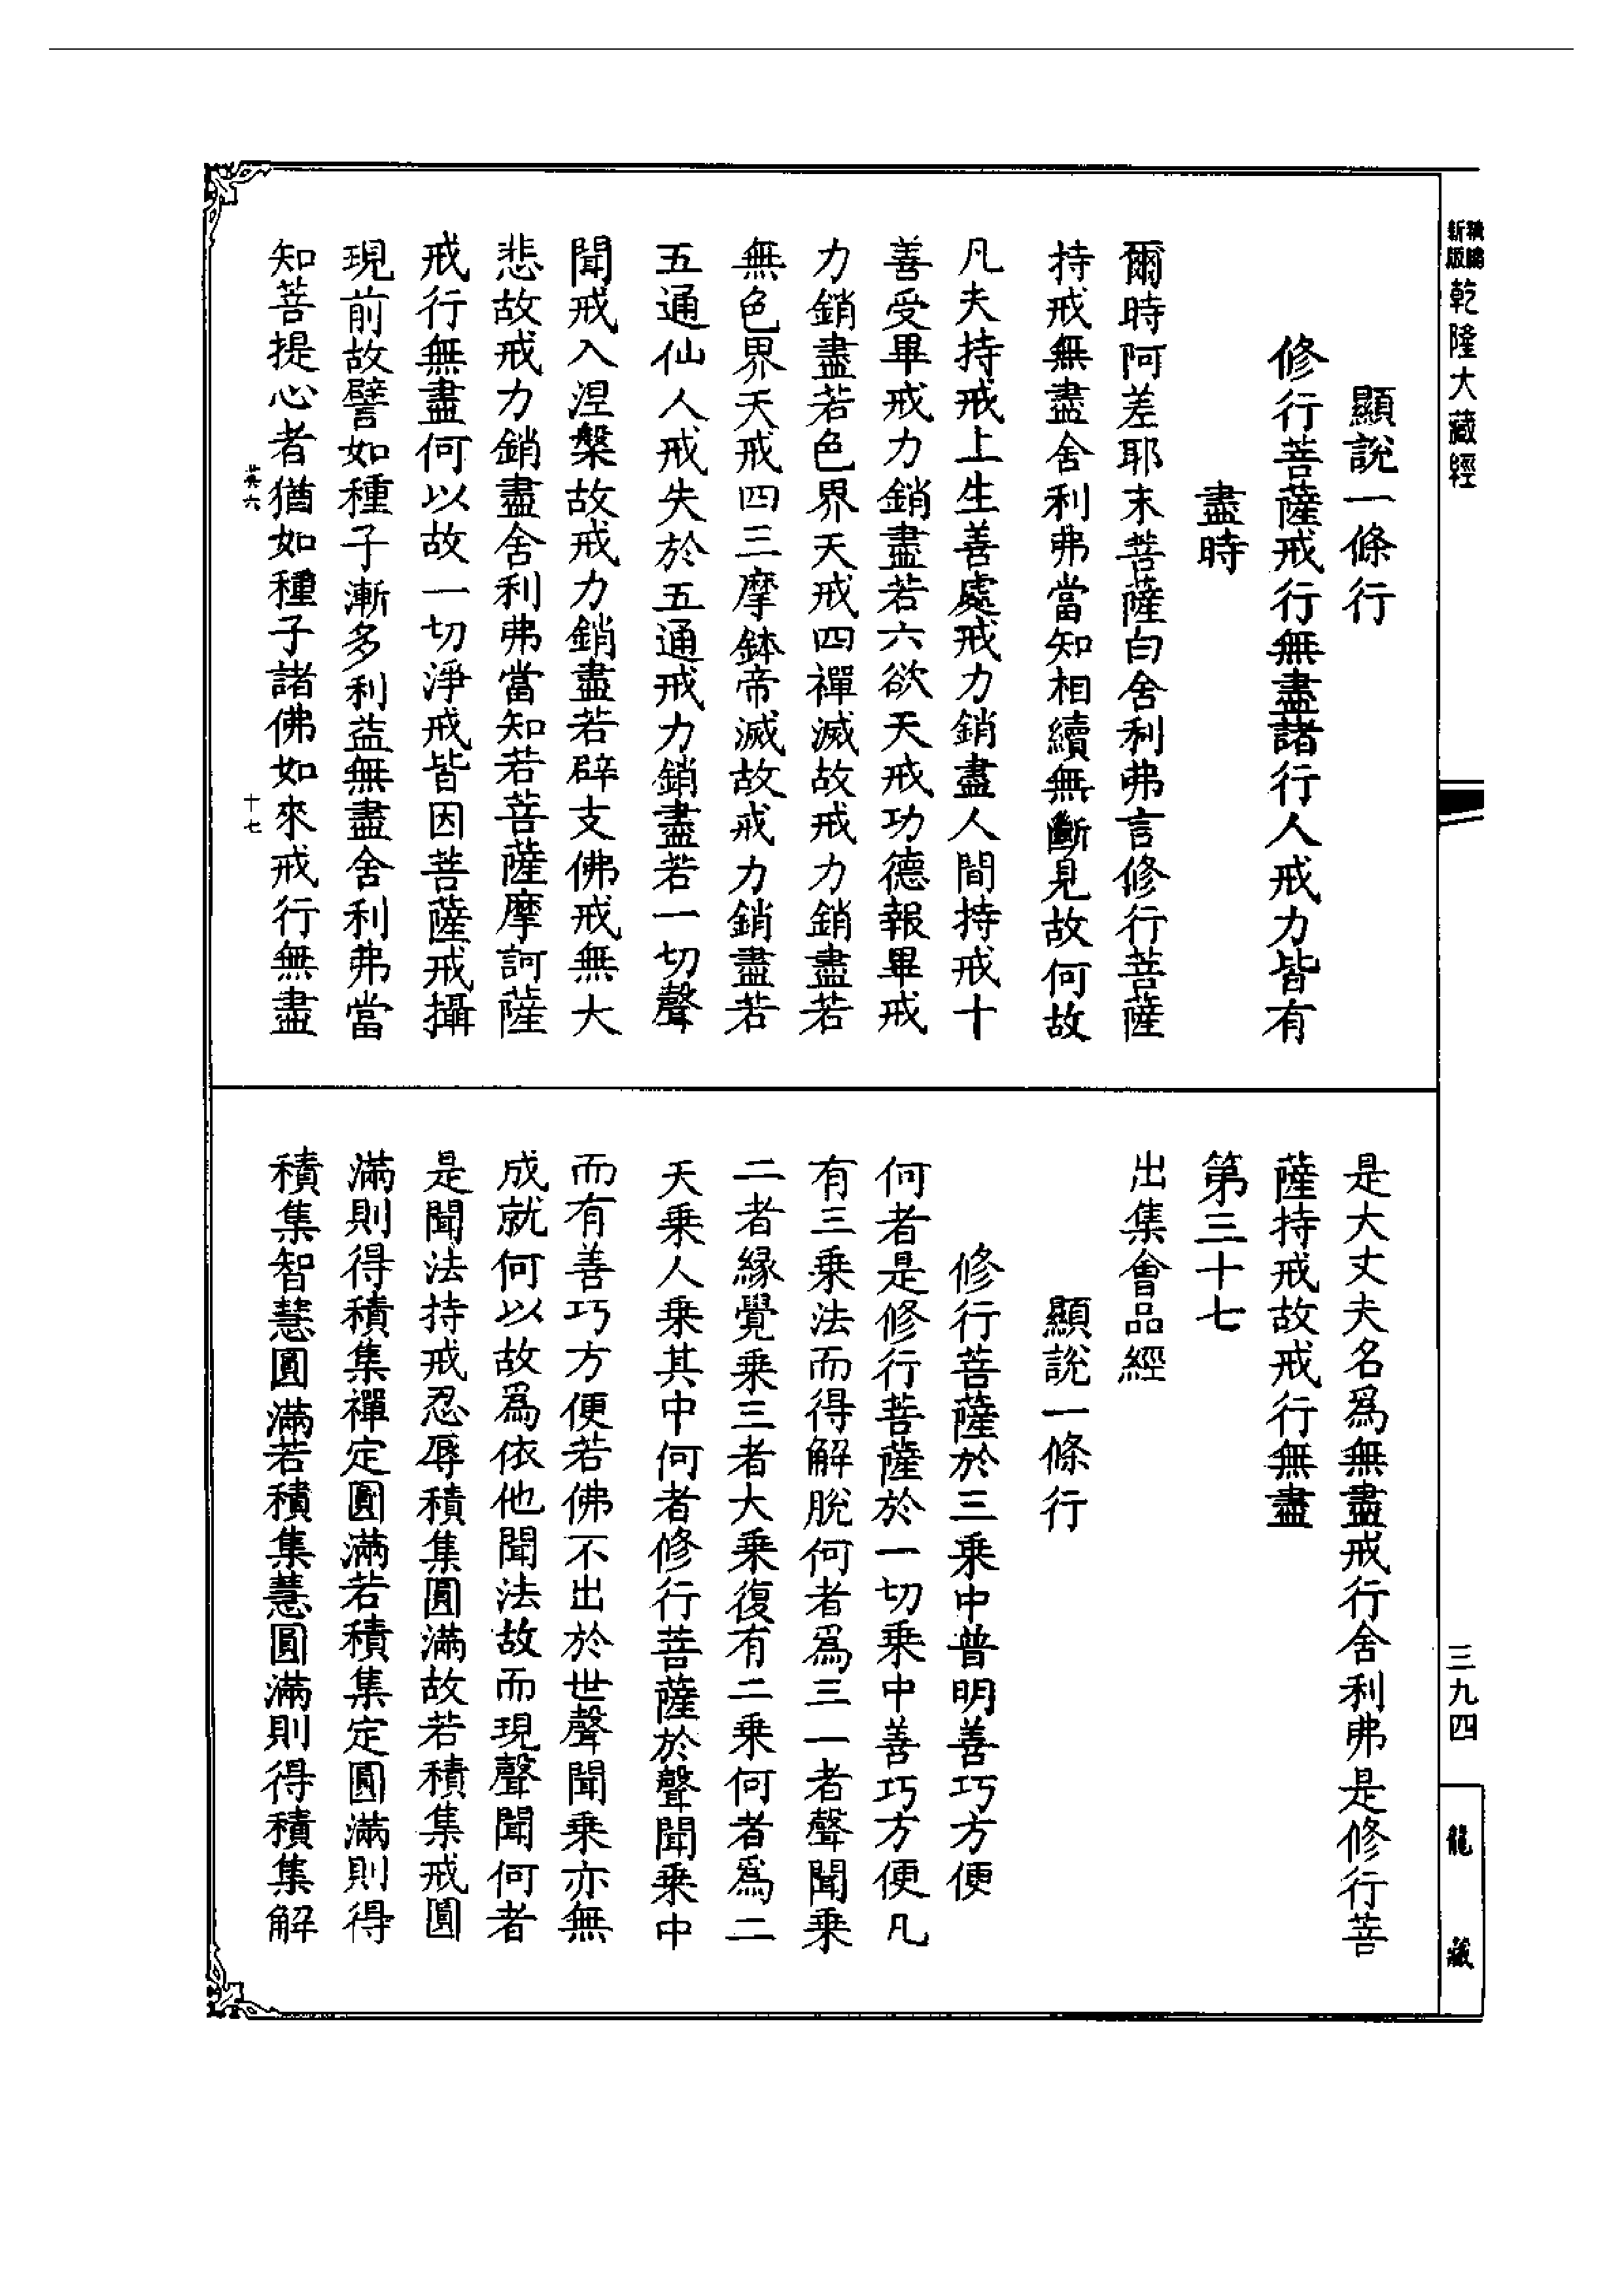 新編
新版
乾隆大藏經
顯說一條行
修行菩薩戒行無盡諸行人戒力皆有
盡時
爾時阿差耶末菩薩白舍利弗言修行菩薩
持戒無盡舍利弗當知相續無斷見故何故
凡夫持戒上生善處戒力銷盡人間持戒十
善受畢戒力銷盡若六欲天戒功德報畢戒
力銷盡若色界天戒四禪滅故戒力銷盡若
無色界天戒四三摩鉢帝滅故戒力銷盡若
五通仙人戒失於五通戒力銷盡若一切聲
聞戒入涅槃故戒力銷盡若辟支佛戒無大
悲故戒力銷盡舍利弗當知若菩薩摩訶薩
戒行無盡何以故一切淨戒皆因菩薩戒攝
現前故譬如種子漸多利益無盡舍利弗當
知菩提心者猶如種子諸佛如來戒行無盡
十七
是大丈夫名爲無盡戒行舍利弗是修行菩
薩持戒故戒行無盡
第三十七
出集會品經
顯說一條行
修行菩薩於三乘中普明善巧方便
何者是修行菩薩於一切乘中善巧方便凡
有三乘法而得解脫何者爲三一者聲聞乘
二者緣覺乘三者大乘復有二乘何者爲二
天乘人乘其中何者修行菩薩於聲聞乘中
而有善巧方便若佛不出於世聲聞乘亦無
成就何以故爲依他聞法故而現聲聞何者
是聞法持戒忍辱積集圓滿故若積集戒圓
滿則得積集禪定圓滿若積集定圓滿則得
積集智慧圓滿若積集慧圓滿則得積集解
三九四
龍藏